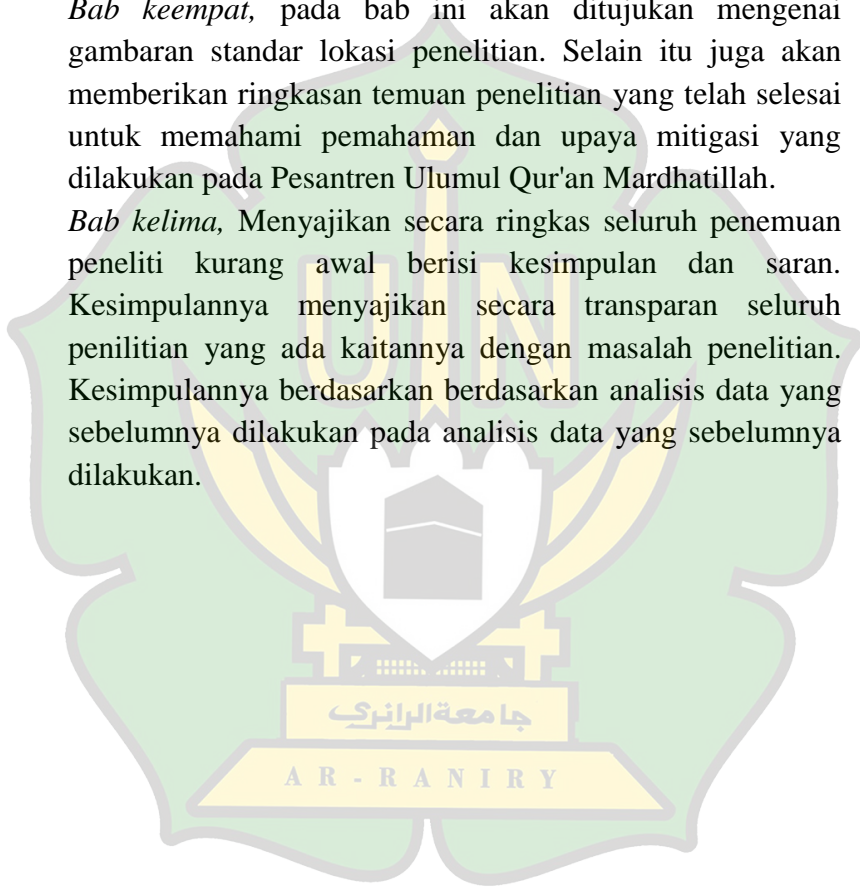 Bab keempat, pada bab ini akan ditujukan mengenai
gambaran standar lokasi penelitian. Selain itu juga akan
memberikan ringkasan temuan penelitian yang telah selesai
untuk memahami pemahaman dan upaya mitigasi yang
dilakukan pada Pesantren Ulumul Qur'an Mardhatillah.
Bab kelima, Menyajikan secara ringkas seluruh penemuan
peneliti kurang awal berisi kesimpulan dan saran.
Kesimpulannya menyajikan secara transparan seluruh
penilitian yang ada kaitannya dengan masalah penelitian.
Kesimpulannya berdasarkan berdasarkan analisis data yang
sebelumnya dilakukan pada analisis data yang sebelumnya
dilakukan.
UIN
جامعة الرانري
AR-RANIRY